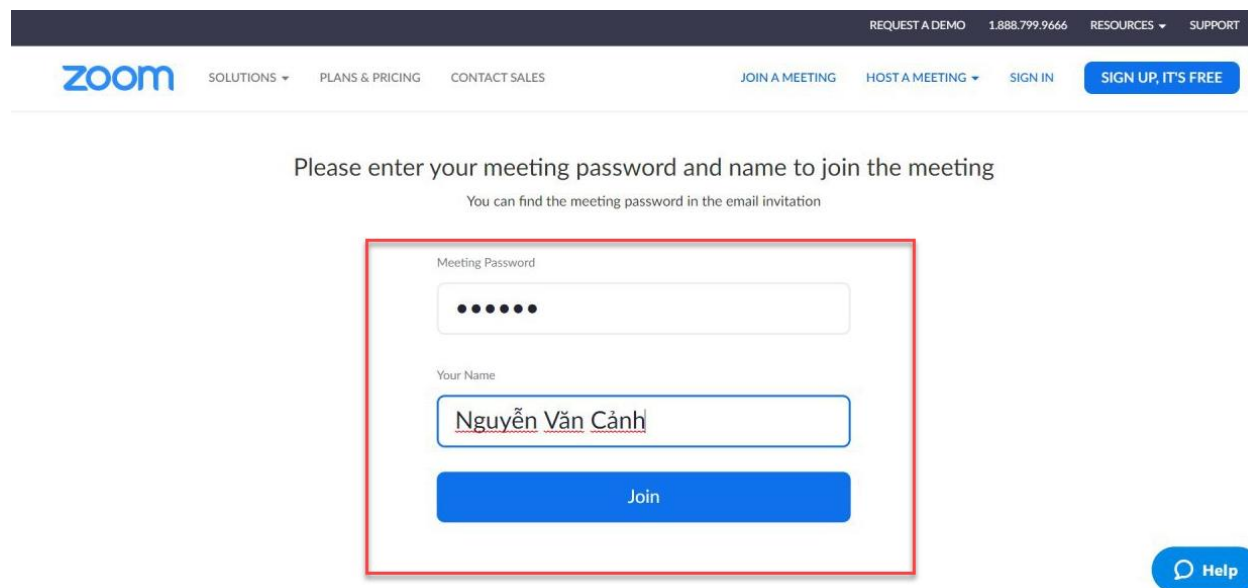 REQUEST A DEMO 1.888.799.9666 RESOURCES SUPPORT
zoom SOLUTIONS PLANS & PRICING CONTACT SALES JOIN A MEETING HOST A MEETING SIGN IN SIGN UP, IT'S FREE
Please enter your meeting password and name to join the meeting
You can find the meeting password in the email invitation
Meeting Password
••••••
Your Name
Nguyễn Văn Cảnh
Join
Help